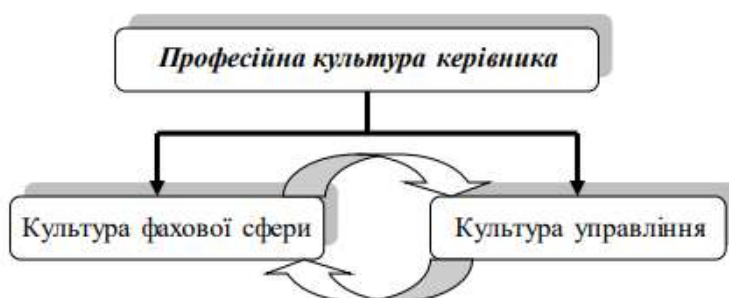 Професійна культура керівника
Культура фахової сфери
Культура управління